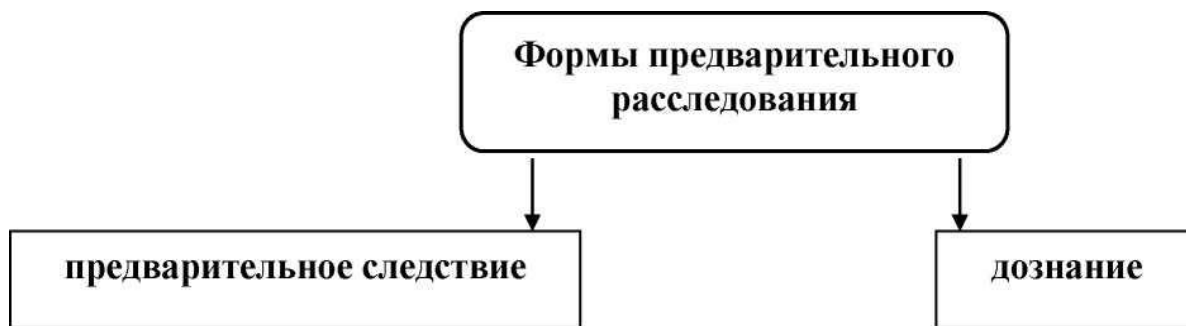 Формы предварительного
расследования
предварительное следствие
дознание